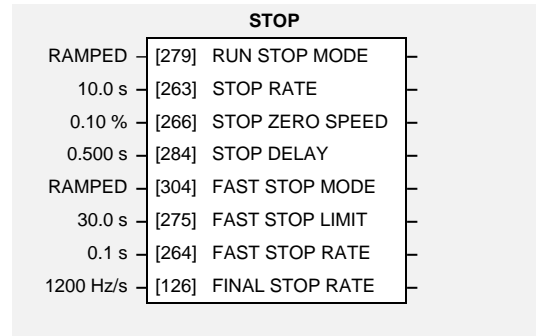 STOP
RAMPED [279] RUN STOP MODE
10.0 s [263] STOP RATE
0.10 % [266] STOP ZERO SPEED
0.500 s [284] STOP DELAY
RAMPED [304] FAST STOP MODE
30.0 s [275] FAST STOP LIMIT
0.1 s [264] FAST STOP RATE
1200 Hz/s [126] FINAL STOP RATE